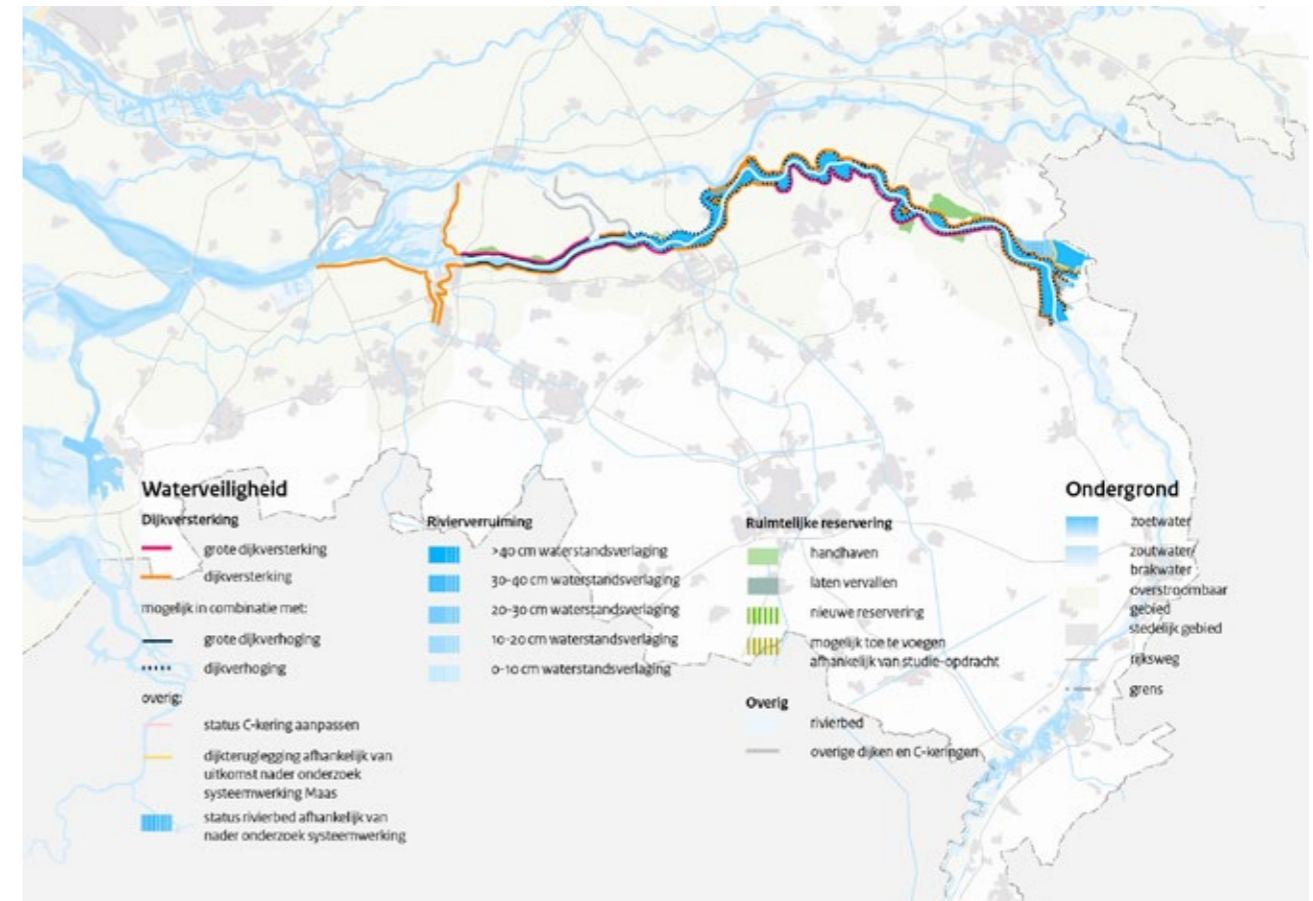 Waterveiligheid
Dijkversterking
grote dijkversterking
dijkversterking
mogelijk in combinatie met:
grote dijkverhoging
dijkverhoging
overig:
status C-kering aanpassen
dijkteruglegging afhankelijk van
uitkomst nader onderzoek
systeemwerking Maas
status rivierbed afhankelijk van
nader onderzoek systeemwerking
Rivierverruiming
>40 cm waterstandsverlaging
30-40 cm waterstandsverlaging
20-30 cm waterstandsverlaging
10-20 cm waterstandsverlaging
0-10 cm waterstandsverlaging
Ruimtelijke reservering
handhaven
laten vervallen
nieuwe reservering
mogelijk toe te voegen
afhankelijk van studie-opdracht
Overig
rivierbed
overige dijken en C-keringen
Ondergrond
zoetwater
zoutwater/
brakwater
overstroombaar
gebied
stedelijk gebied
rijksweg
grens